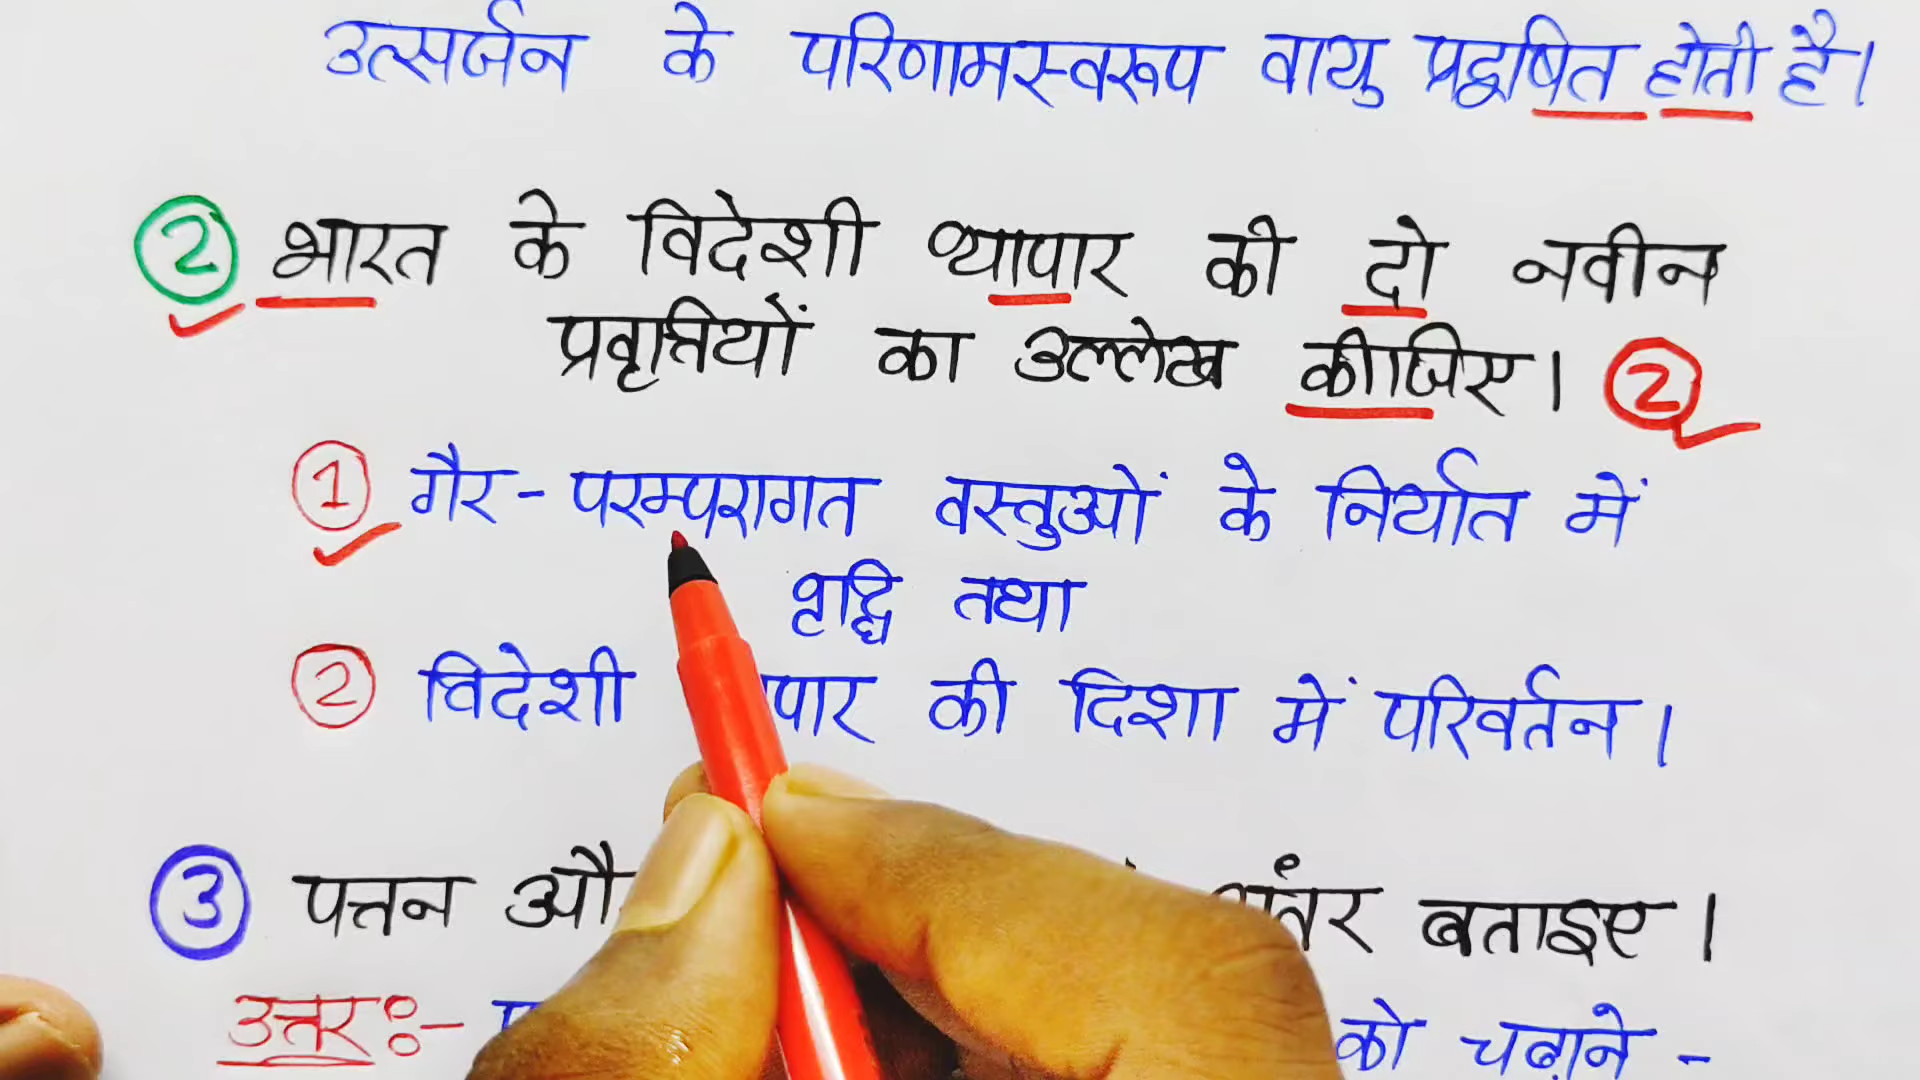 उत्सर्जन के परिणामस्वरूप वायु प्रदूषित होती है।
② भारत के विदेशी व्यापार की दो नवीन
प्रवृत्तियों का उल्लेख कीजिए। ②
① गैर-परम्परागत वस्तुओं के निर्यात में
वृद्धि तथा
② विदेशी पार की दिशा में परिवर्तन।
③ पत्तन बताइए।
उत्तर:- को चढ़ाने -